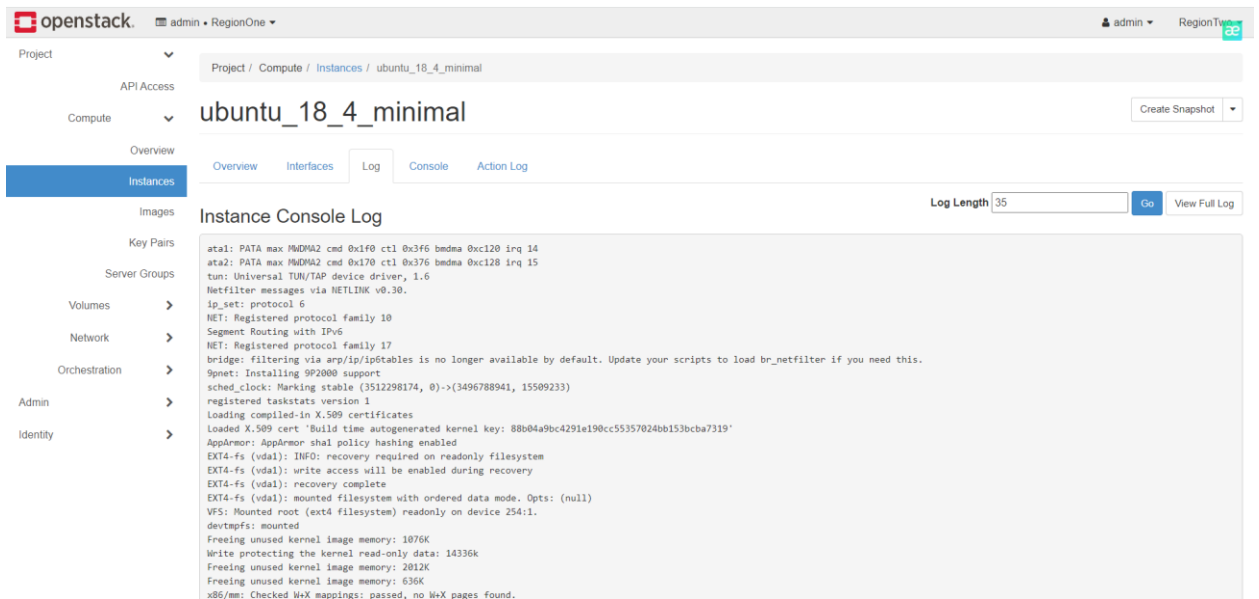 openstack. admin • RegionOne admin RegionTwo
æ
Project
API Access
Compute
Overview
Instances
Images
Key Pairs
Server Groups
Volumes
Network
Orchestration
Admin
Identity
Project / Compute / Instances / ubuntu_18_4_minimal
ubuntu_18_4_minimal
Create Snapshot
Overview Interfaces Log Console Action Log
Instance Console Log
Log Length 35 Go View Full Log
ata1: PATA max MWDMA2 cmd 0x1f0 ctl 0x3f6 bmdma 0xc120 irq 14
ata2: PATA max MWDMA2 cmd 0x170 ctl 0x376 bmdma 0xc128 irq 15
tun: Universal TUN/TAP device driver, 1.6
Netfilter messages via NETLINK v0.30.
ip_set: protocol 6
NET: Registered protocol family 10
Segment Routing with IPv6
NET: Registered protocol family 17
bridge: filtering via arp/ip/ip6tables is no longer available by default. Update your scripts to load br_netfilter if you need this.
9pnet: Installing 9P2000 support
sched_clock: Marking stable (3512298174, 0)->(3496788941, 15509233)
registered taskstats version 1
Loading compiled-in X.509 certificates
Loaded X.509 cert 'Build time autogenerated kernel key: 88b04a9bc4291e190cc55357024bb153bcba7319'
AppArmor: AppArmor sha1 policy hashing enabled
EXT4-fs (vda1): INFO: recovery required on readonly filesystem
EXT4-fs (vda1): write access will be enabled during recovery
EXT4-fs (vda1): recovery complete
EXT4-fs (vda1): mounted filesystem with ordered data mode. Opts: (null)
VFS: Mounted root (ext4 filesystem) readonly on device 254:1.
devtmpfs: mounted
Freeing unused kernel image memory: 1076K
Write protecting the kernel read-only data: 14336k
Freeing unused kernel image memory: 2012K
Freeing unused kernel image memory: 636K
x86/mm: Checked W+X mappings: passed, no W+X pages found.